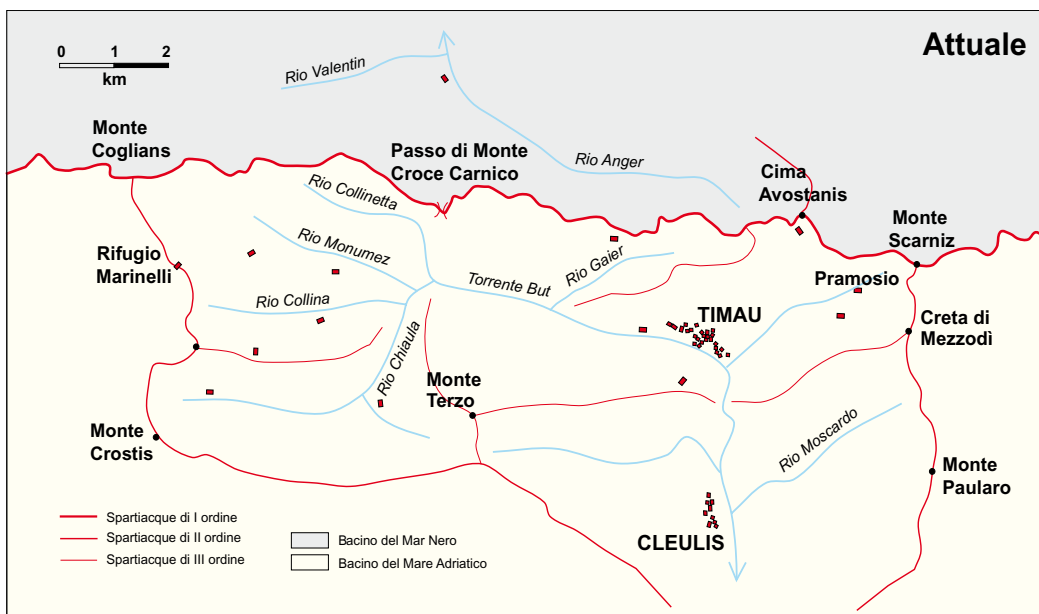 Attuale
0 1 2
km
Rio Valentin
Monte
Coglians
Passo di Monte
Croce Carnico
Rio Anger
Cima
Avostanis
Rio Collinetta
Monte
Scarniz
Rio Monumez
Rifugio
Marinelli
Torrente But
Rio Gaier
Pramosio
Rio Collina
TIMAU
Creta di
Mezzodì
Rio Chiaula
Monte
Terzo
Monte
Crostis
Rio Moscardo
Monte
Paularo
CLEULIS
Spartiacque di I ordine
Spartiacque di II ordine
Spartiacque di III ordine
Bacino del Mar Nero
Bacino del Mare Adriatico